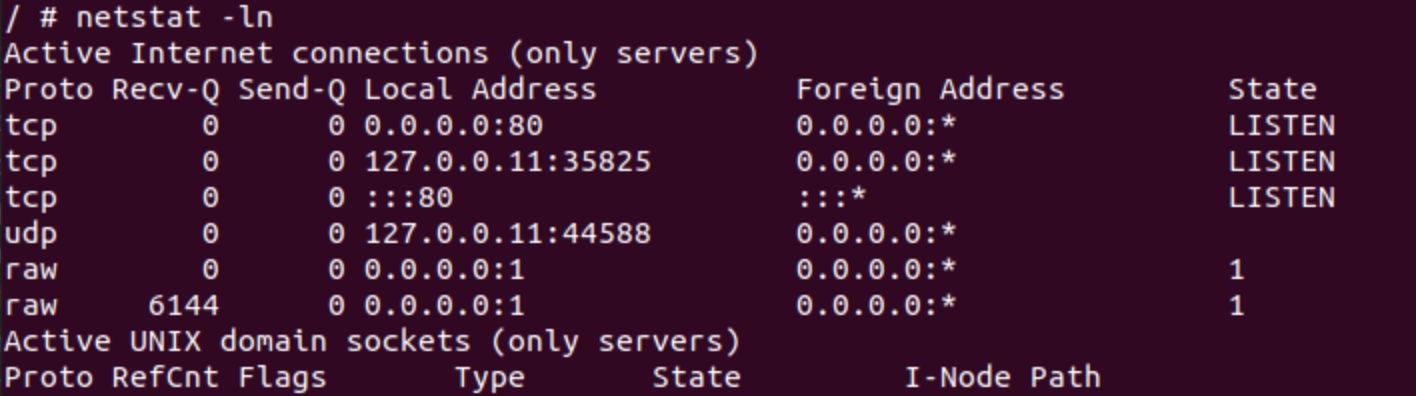 / # netstat -ln
Active Internet connections (only servers)
Proto Recv-Q Send-Q Local Address           Foreign Address         State
tcp        0      0 0.0.0.0:80              0.0.0.0:*               LISTEN
tcp        0      0 127.0.0.11:35825        0.0.0.0:*               LISTEN
tcp        0      0 :::80                   :::*                    LISTEN
udp        0      0 127.0.0.11:44588        0.0.0.0:*
raw        0      0 0.0.0.0:1               0.0.0.0:*               1
raw     6144      0 0.0.0.0:1               0.0.0.0:*               1
Active UNIX domain sockets (only servers)
Proto RefCnt Flags       Type       State         I-Node Path